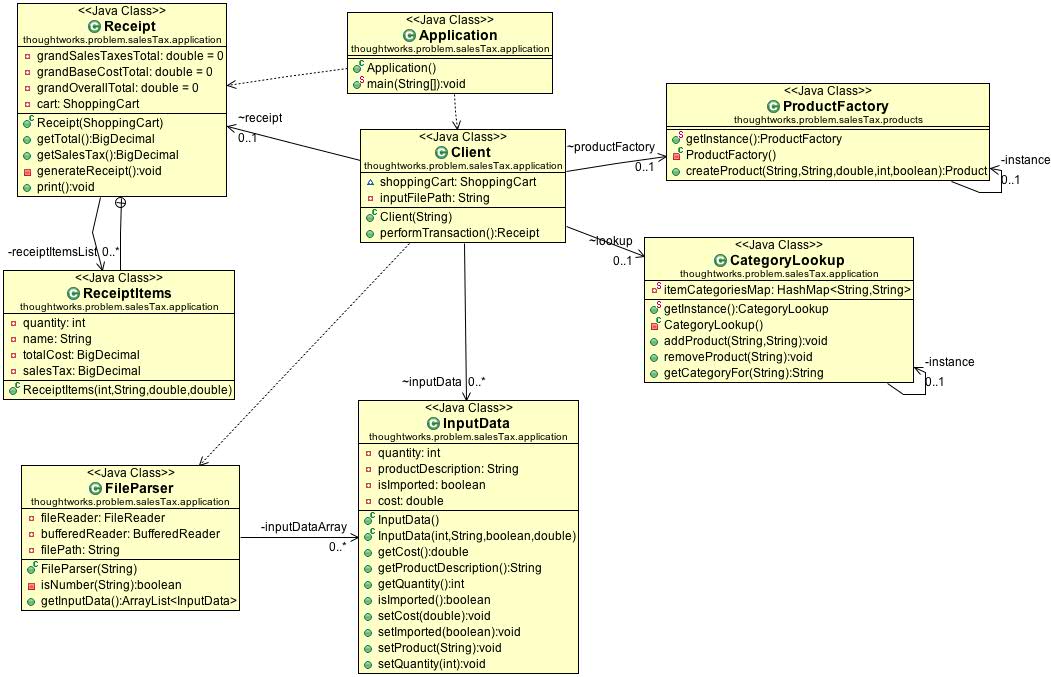 <<Java Class>>
Receipt
thoughtworks.problem.salesTax.application
grandSalesTaxesTotal: double = 0
grandBaseCostTotal: double = 0
grandOverallTotal: double = 0
cart: ShoppingCart
Receipt(ShoppingCart)
getTotal():BigDecimal
getSalesTax():BigDecimal
generateReceipt():void
print():void
<<Java Class>>
Application
thoughtworks.problem.salesTax.application
Application()
main(String[]):void
~receipt
0..1
<<Java Class>>
Client
thoughtworks.problem.salesTax.application
shoppingCart: ShoppingCart
inputFilePath: String
Client(String)
performTransaction():Receipt
~productFactory
0..1
<<Java Class>>
ProductFactory
thoughtworks.problem.salesTax.products
getInstance():ProductFactory
ProductFactory()
createProduct(String,String,double,int,boolean):Product
-instance
0..1
~lookup
0..1
<<Java Class>>
CategoryLookup
thoughtworks.problem.salesTax.application
itemCategoriesMap: HashMap<String,String>
getInstance():CategoryLookup
CategoryLookup()
addProduct(String,String):void
removeProduct(String):void
getCategoryFor(String):String
-instance
0..1
-receiptItemsList 0..*
<<Java Class>>
ReceiptItems
thoughtworks.problem.salesTax.application
quantity: int
name: String
totalCost: BigDecimal
salesTax: BigDecimal
ReceiptItems(int,String,double,double)
~inputData 0..*
<<Java Class>>
InputData
thoughtworks.problem.salesTax.application
quantity: int
productDescription: String
isImported: boolean
cost: double
InputData()
InputData(int,String,boolean,double)
getCost():double
getProductDescription():String
getQuantity():int
isImported():boolean
setCost(double):void
setImported(boolean):void
setProduct(String):void
setQuantity(int):void
<<Java Class>>
FileParser
thoughtworks.problem.salesTax.application
fileReader: FileReader
bufferedReader: BufferedReader
filePath: String
FileParser(String)
isNumber(String):boolean
getInputData():ArrayList<InputData>
-inputDataArray
0..*